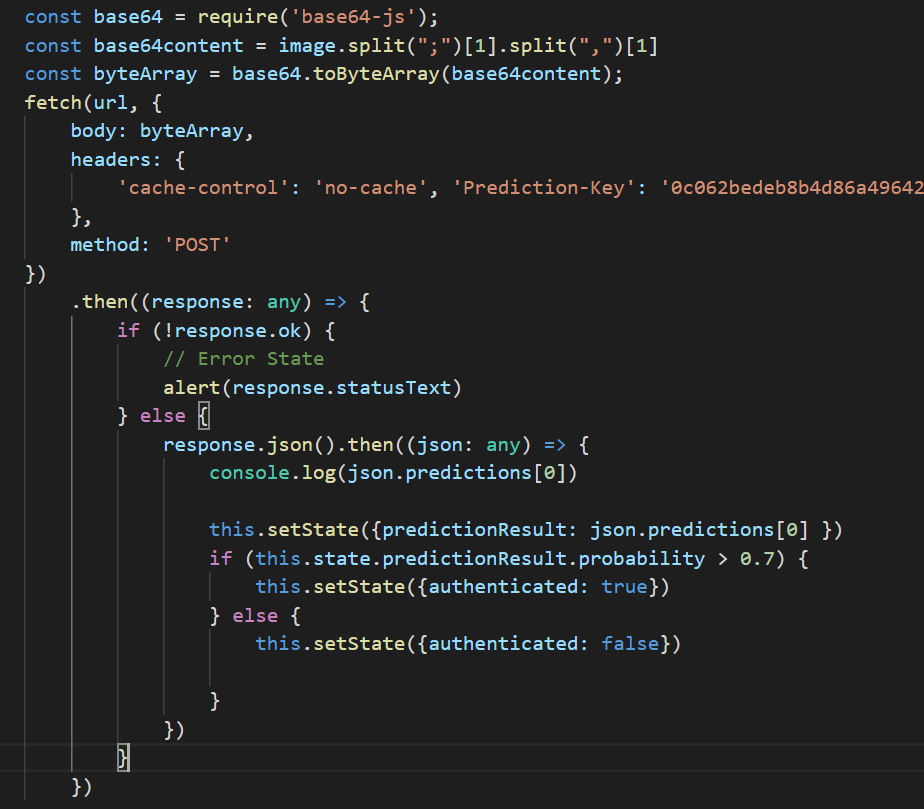 const base64 = require('base64-js');
const base64content = image.split(";")[1].split(",")[1]
const byteArray = base64.toByteArray(base64content);
fetch(url, {
    body: byteArray,
    headers: {
        'cache-control': 'no-cache', 'Prediction-Key': '0c062bedeb8b4d86a49642
    },
    method: 'POST'
})
    .then((response: any) => {
        if (!response.ok) {
            // Error State
            alert(response.statusText)
        } else {
            response.json().then((json: any) => {
                console.log(json.predictions[0])
                this.setState({predictionResult: json.predictions[0] })
                if (this.state.predictionResult.probability > 0.7) {
                    this.setState({authenticated: true})
                } else {
                    this.setState({authenticated: false})
                }
            })
        }
    })